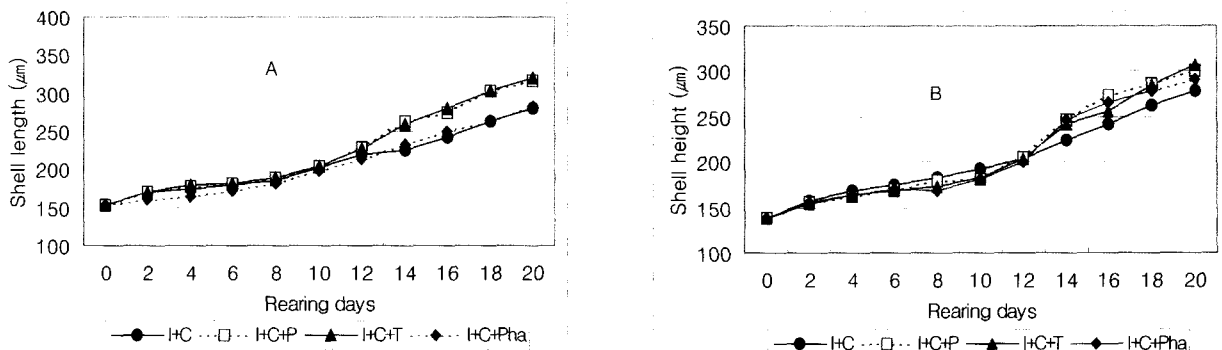 400
350
300
250
200
150
100
Shell length (μm)
A
0 2 4 6 8 10 12 14 16 18 20
Rearing days
I+C I+C+P I+C+T I+C+Pha
350
300
250
200
150
100
Shell height (μm)
B
0 2 4 6 8 10 12 14 16 18 20
Rearing days
I+C I+C+P I+C+T I+C+Pha